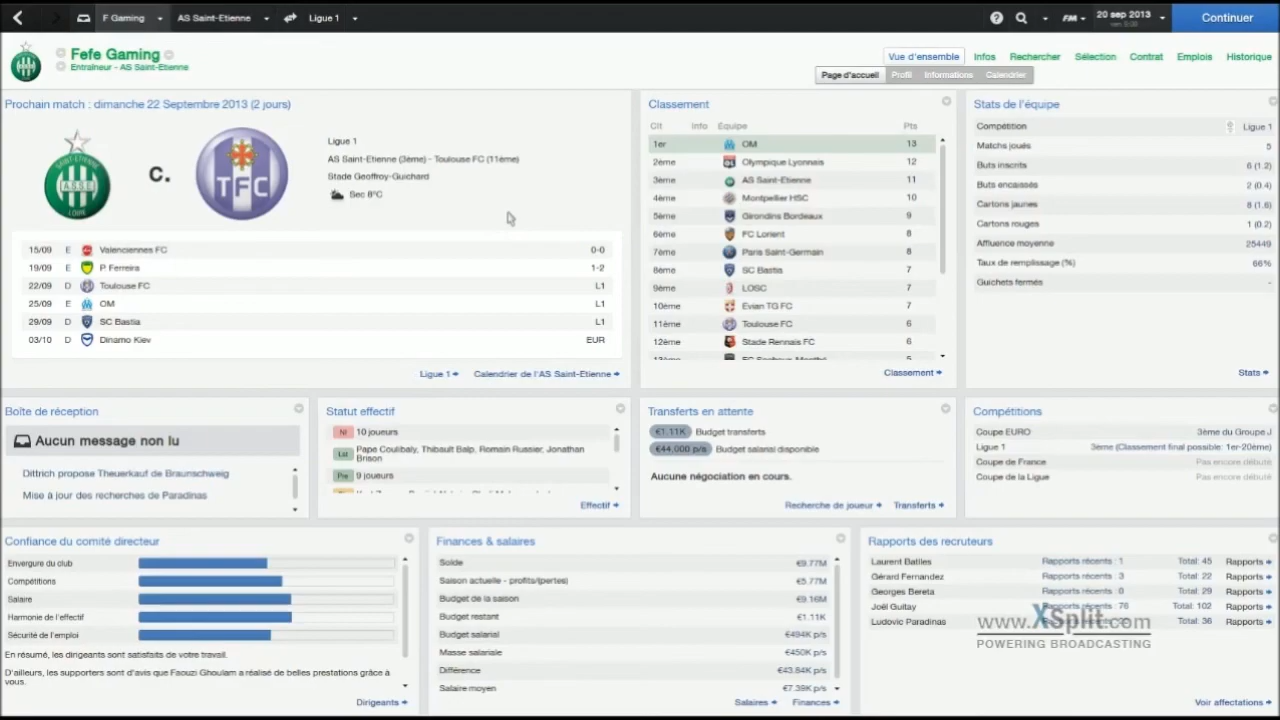 F Gaming AS Saint-Etienne Ligue 1 FM 20 sep 2013 Continuer
Fefe Gaming
Entraîneur - AS Saint-Etienne
Vue d'ensemble Infos Rechercher Sélection Contrat Emplois Historique
Page d'accueil Profil Informations Calendrier
Prochain match : dimanche 22 Septembre 2013 (2 jours)
SAINT-ETIENNE
A.S.S.E
LOIRE
C.
TFC
Ligue 1
AS Saint-Etienne (3ème) - Toulouse FC (11ème)
Stade Geoffroy-Guichard
Sec 8°C
15/09 E Valenciennes FC 0-0
19/09 E P. Ferreira 1-2
22/09 D Toulouse FC L1
25/09 E OM L1
29/09 D SC Bastia L1
03/10 D Dinamo Kiev EUR
Ligue 1 Calendrier de l'AS Saint-Etienne
Classement
Clt Info Équipe Pts
1er OM 13
2ème Olympique Lyonnais 12
3ème AS Saint-Etienne 11
4ème Montpellier HSC 10
5ème Girondins Bordeaux 9
6ème FC Lorient 8
7ème Paris Saint-Germain 8
8ème SC Bastia 7
9ème LOSC 7
10ème Evian TG FC 7
11ème Toulouse FC 6
12ème Stade Rennais FC 6
13ème FC Sochaux-Montbé 5
Classement
Stats de l'équipe
Compétition Ligue 1
Matchs joués 5
Buts inscrits 6 (1.2)
Buts encaissés 2 (0.4)
Cartons jaunes 8 (1.6)
Cartons rouges 1 (0.2)
Affluence moyenne 25449
Taux de remplissage (%) 66%
Guichets fermés -
Stats
Boîte de réception
Aucun message non lu
Dittrich propose Theuerkauf de Braunschweig
Mise à jour des recherches de Paradinas
Statut effectif
10 joueurs
Pape Coulibaly, Thibault Balp, Romain Russier, Jonathan
Brison
9 joueurs
Effectif
Transferts en attente
€1.11K Budget transferts
€44,000 p/s Budget salarial disponible
Aucune négociation en cours.
Recherche de joueur Transferts
Compétitions
Coupe EURO 3ème du Groupe J
Ligue 1 3ème (Classement final possible: 1er-20ème)
Coupe de France Pas encore débuté
Coupe de la Ligue Pas encore débuté
Confiance du comité directeur
Envergure du club
Compétitions
Salaire
Harmonie de l'effectif
Sécurité de l'emploi
En résumé, les dirigeants sont satisfaits de votre travail.
D'ailleurs, les supporters sont d'avis que Faouzi Ghoulam a réalisé de belles prestations grâce à
vous.
Dirigeants
Finances & salaires
Solde €9.77M
Saison actuelle - profits/(pertes) €5.77M
Budget de la saison €9.16M
Budget restant €1.11K
Budget salarial €494K p/s
Masse salariale €450K p/s
Différence €43.84K p/s
Salaire moyen €7.39K p/s
Salaires Finances
Rapports des recruteurs
Laurent Batlles Rapports récents : 1 Total: 45 Rapports
Gérard Fernandez Rapports récents : 3 Total: 22 Rapports
Georges Bereta Rapports récents : 0 Total: 29 Rapports
Joël Guitay Rapports récents : 76 Total: 102 Rapports
Ludovic Paradinas Total: 36 Rapports
www.XSplit.com
POWERING BROADCASTING
Voir affectations